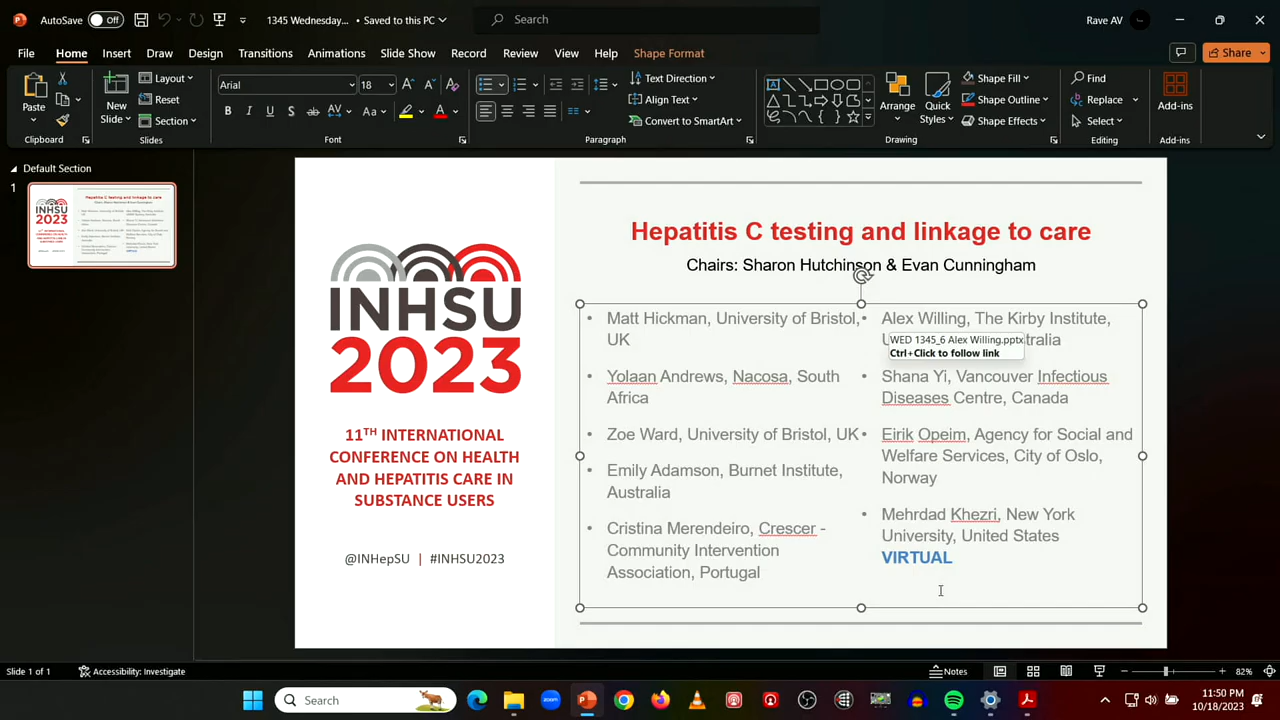 AutoSave Off 1345 Wednesday... • Saved to this PC Search Rave AV
File Home Insert Draw Design Transitions Animations Slide Show Record Review View Help Shape Format Share
Paste New Slide Layout Reset Section Arial 18 Text Direction Align Text Convert to SmartArt Arrange Quick Styles Shape Fill Shape Outline Shape Effects Find Replace Select Add-ins
Clipboard Slides Font Paragraph Drawing Editing Add-ins
Default Section
1
INHSU
2023
11TH INTERNATIONAL
CONFERENCE ON HEALTH
AND HEPATITIS CARE IN
SUBSTANCE USERS
@INHepSU | #INHSU2023
Hepatitis C testing and linkage to care
Chairs: Sharon Hutchinson & Evan Cunningham
• Matt Hickman, University of Bristol,
UK
• Yolaan Andrews, Nacosa, South
Africa
• Zoe Ward, University of Bristol, UK
• Emily Adamson, Burnet Institute,
Australia
• Cristina Merendeiro, Crescer -
Community Intervention
Association, Portugal
• Alex Willing, The Kirby Institute,
WED 1345_6 Alex Willing.pptx
Ctrl+Click to follow link
• Shana Yi, Vancouver Infectious
Diseases Centre, Canada
• Eirik Opeim, Agency for Social and
Welfare Services, City of Oslo,
Norway
• Mehrdad Khezri, New York
University, United States
VIRTUAL
Slide 1 of 1 Accessibility: Investigate Notes 82%
Search zoom 11:50 PM
10/18/2023